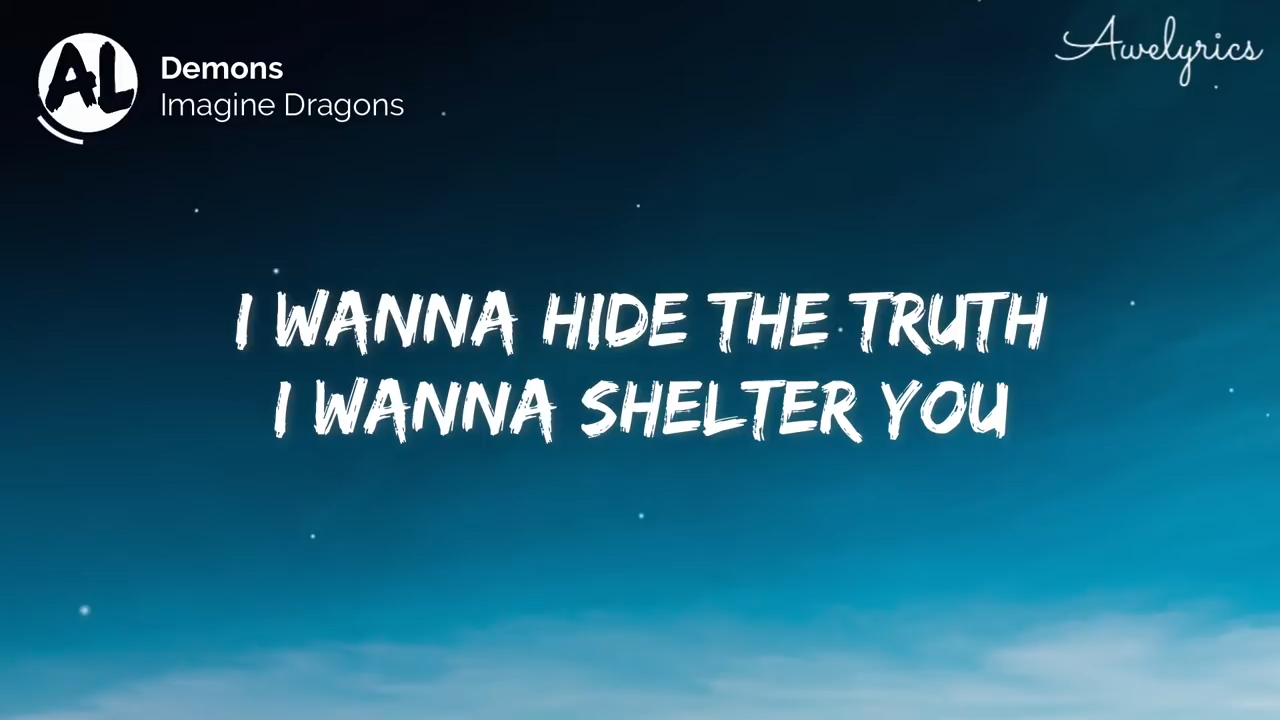 AL
Demons
Imagine Dragons
Awelyrics
I WANNA HIDE THE TRUTH
I WANNA SHELTER YOU